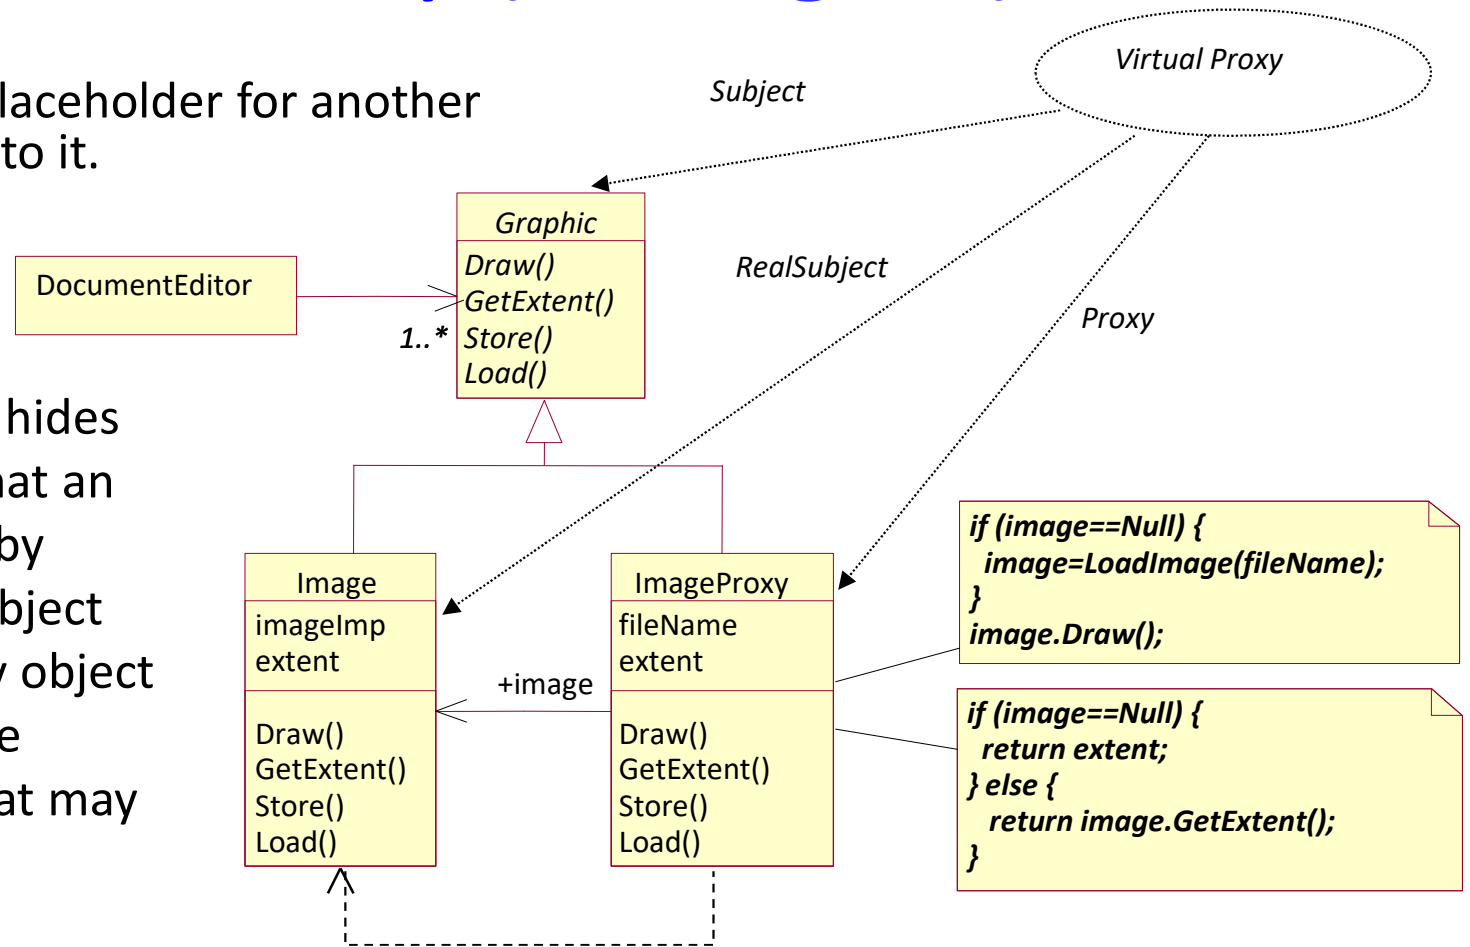 laceholder for another
to it.
Virtual Proxy
Subject
RealSubject
Proxy
Graphic
Draw()
GetExtent()
Store()
Load()
DocumentEditor
1..*
hides
at an
by
bject
object
e
at may
Image
imageImp
extent
Draw()
GetExtent()
Store()
Load()
+image
ImageProxy
fileName
extent
Draw()
GetExtent()
Store()
Load()
if (image==Null) {
image=LoadImage(fileName);
}
image.Draw();
if (image==Null) {
return extent;
} else {
return image.GetExtent();
}